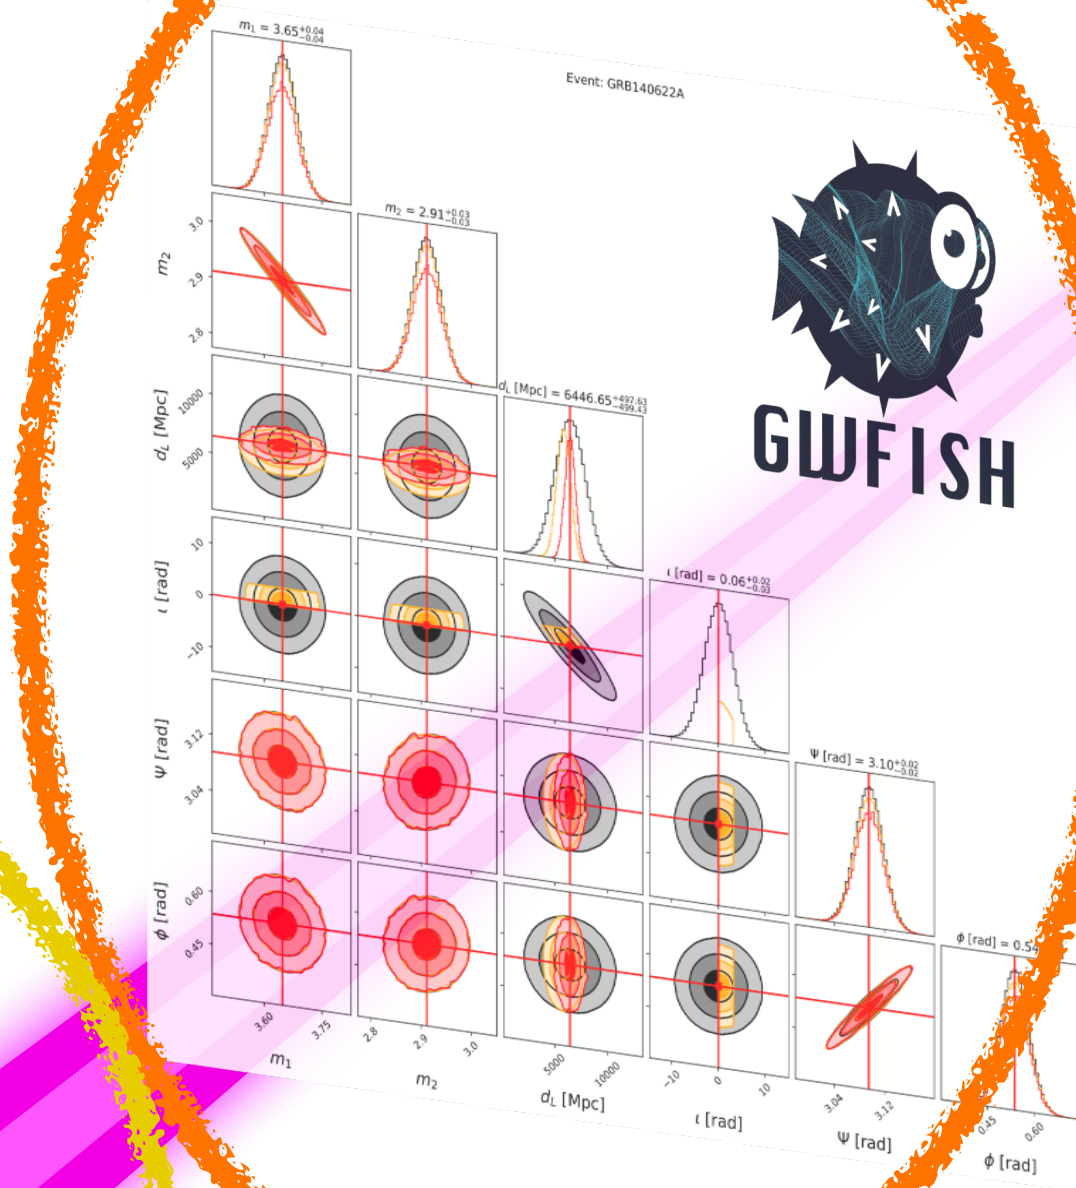 m₁ = 3.65+0.04−0.04
Event: GRB140622A
m₂
3.0
2.9
2.8
m₂ = 2.91+0.03−0.03
d_L [Mpc]
10000
5000
d_L [Mpc] = 6446.65+497.63−499.43
GWFISH
ι [rad]
10
0
−10
ι [rad] = 0.06+0.02−0.03
Ψ [rad]
3.12
3.04
Ψ [rad] = 3.10+0.02−0.02
ϕ [rad]
0.60
0.45
ϕ [rad] = 0.54
3.60
3.75
m₁
2.8
2.9
3.0
m₂
5000
10000
d_L [Mpc]
−10
0
10
ι [rad]
3.04
3.12
Ψ [rad]
0.45
0.60
ϕ [rad]